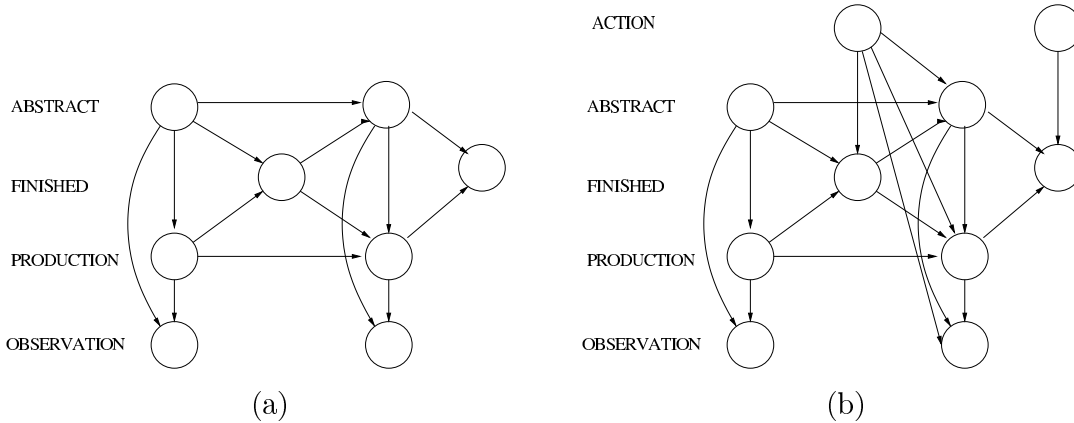 ABSTRACT
FINISHED
PRODUCTION
OBSERVATION
(a)
ACTION
ABSTRACT
FINISHED
PRODUCTION
OBSERVATION
(b)